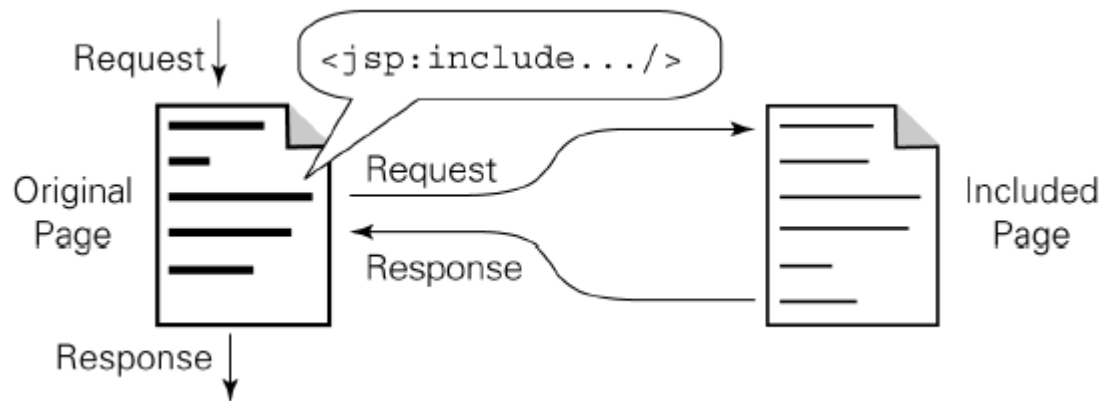 Request
<jsp:include.../>
Original
Page
Request
Response
Included
Page
Response